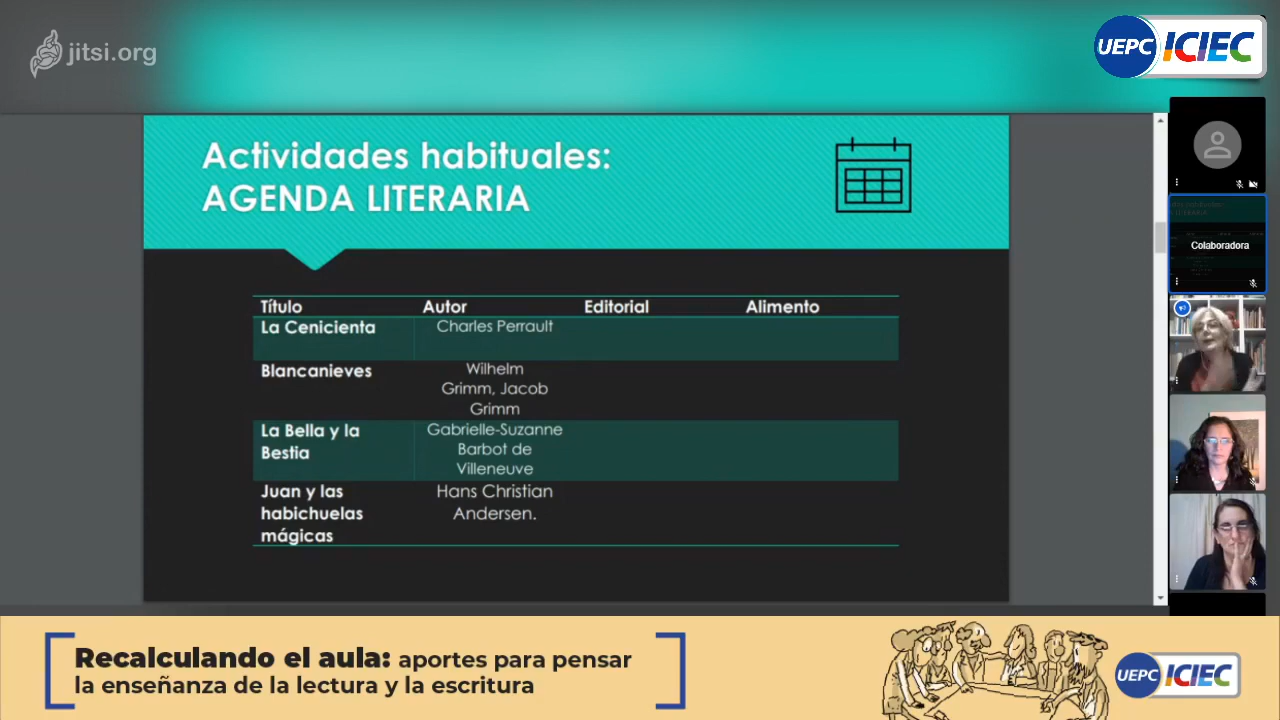 jitsi.org
UEPC ICIEC
Actividades habituales:
AGENDA LITERARIA
Título Autor Editorial Alimento
La Cenicienta Charles Perrault
Blancanieves Wilhelm
Grimm, Jacob
Grimm
La Bella y la Gabrielle-Suzanne
Bestia Barbot de
Villeneuve
Juan y las Hans Christian
habichuelas Andersen.
mágicas
Colaboradora
Recalculando el aula: aportes para pensar
la enseñanza de la lectura y la escritura
UEPC ICIEC